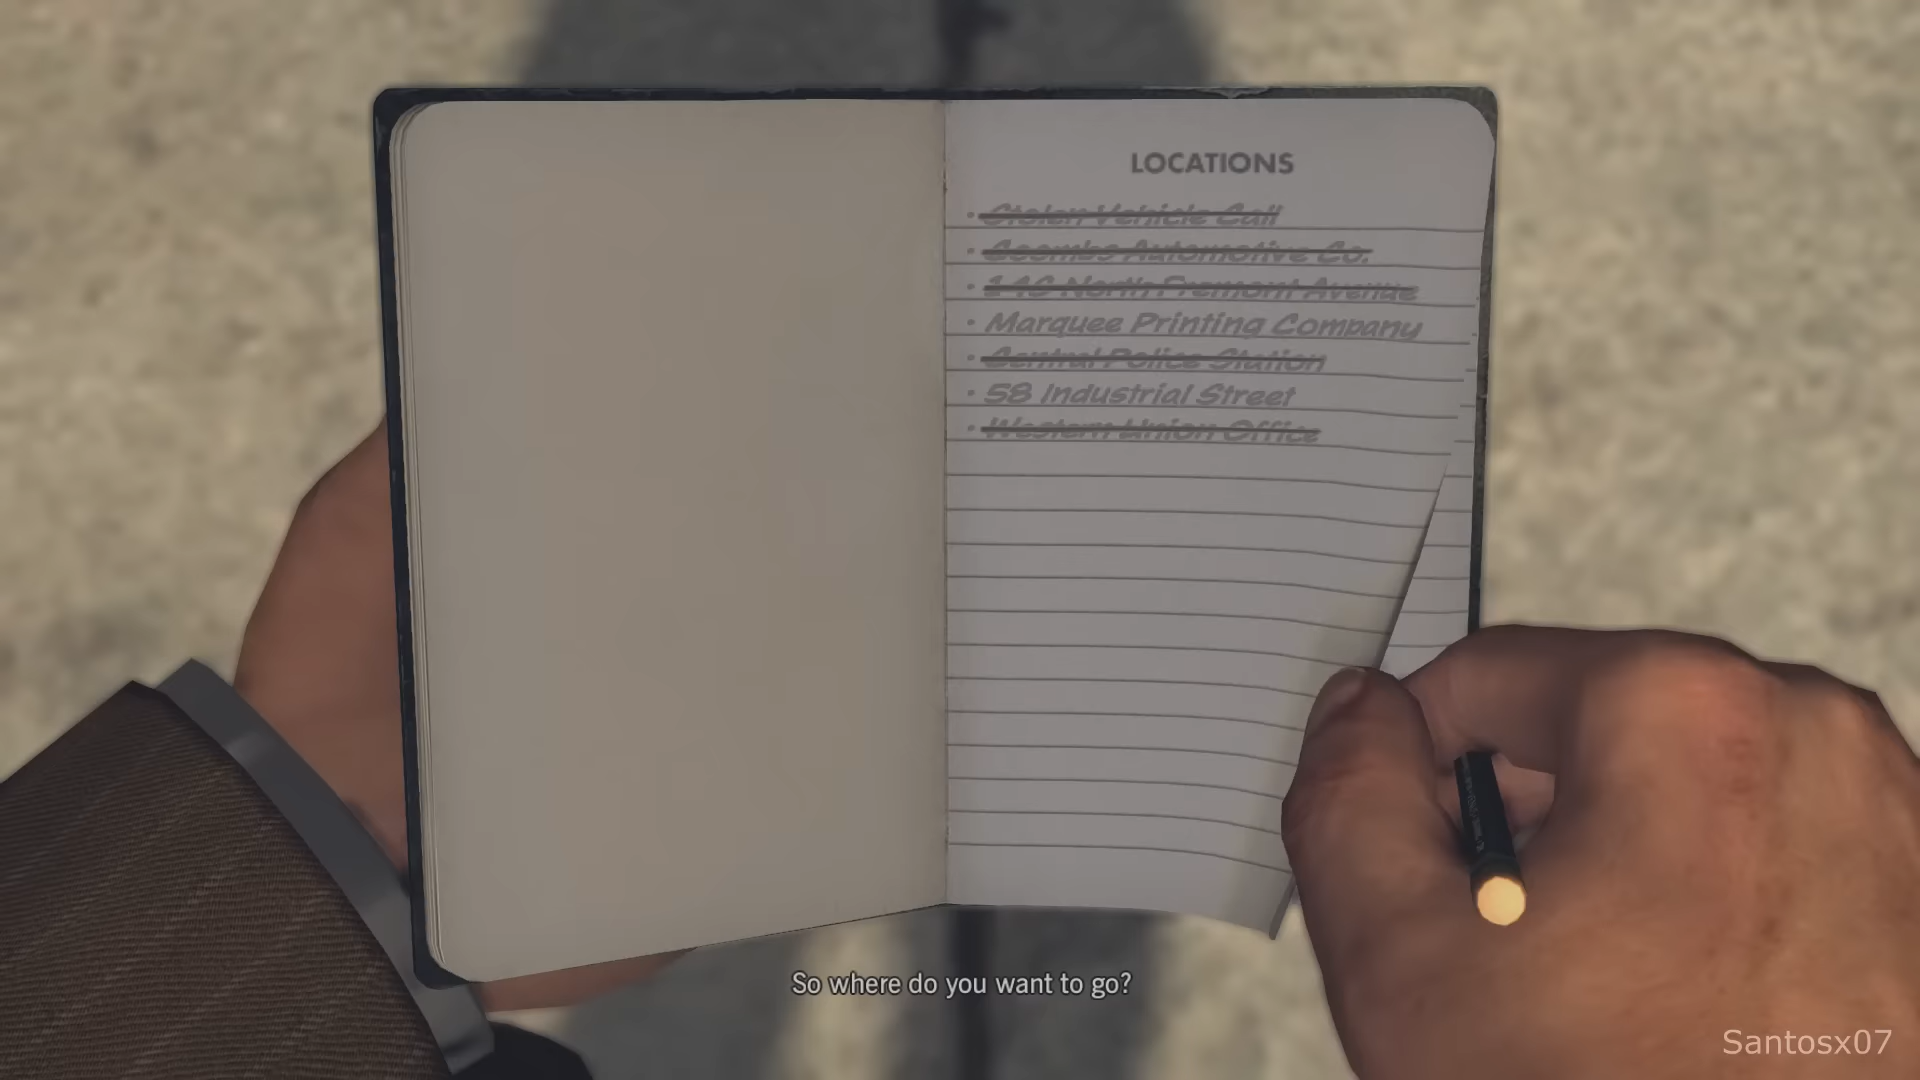 LOCATIONS
• Stolen Vehicle Call
• Coombs Automotive Co.
• 146 North Fremont Avenue
• Marquee Printing Company
• Central Police Station
• 58 Industrial Street
• Western Union Office
So where do you want to go?
Santosx07